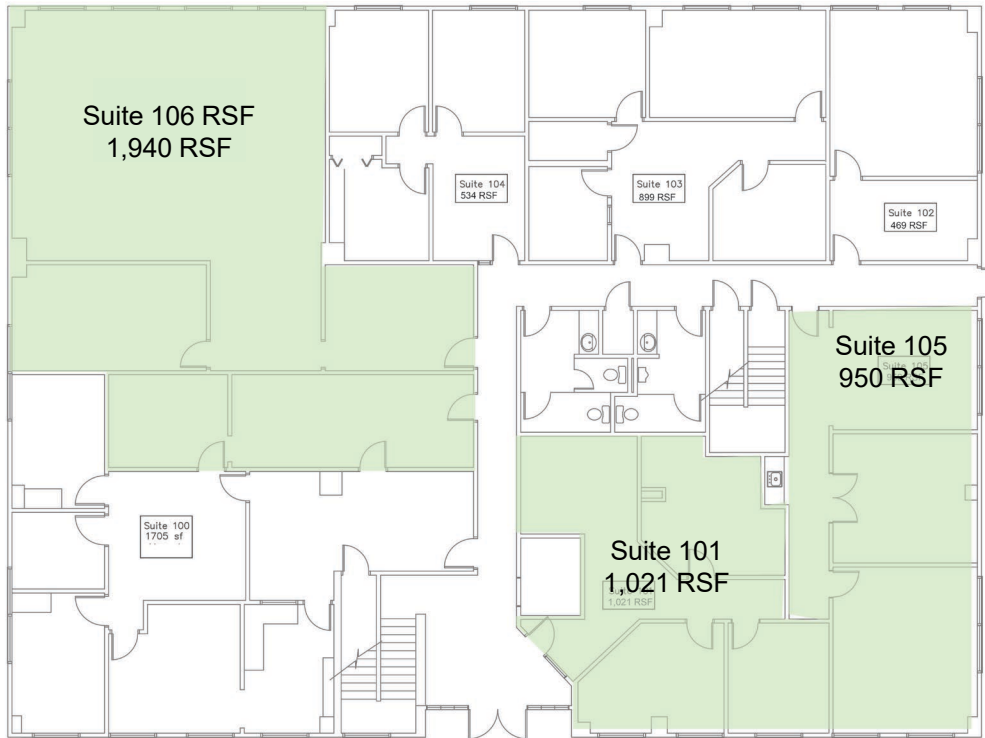 Suite 106 RSF
1,940 RSF
Suite 104
534 RSF
Suite 103
899 RSF
Suite 102
469 RSF
Suite 105
950 RSF
Suite 100
1705 sf
Suite 101
1,021 RSF
1,021 RSF